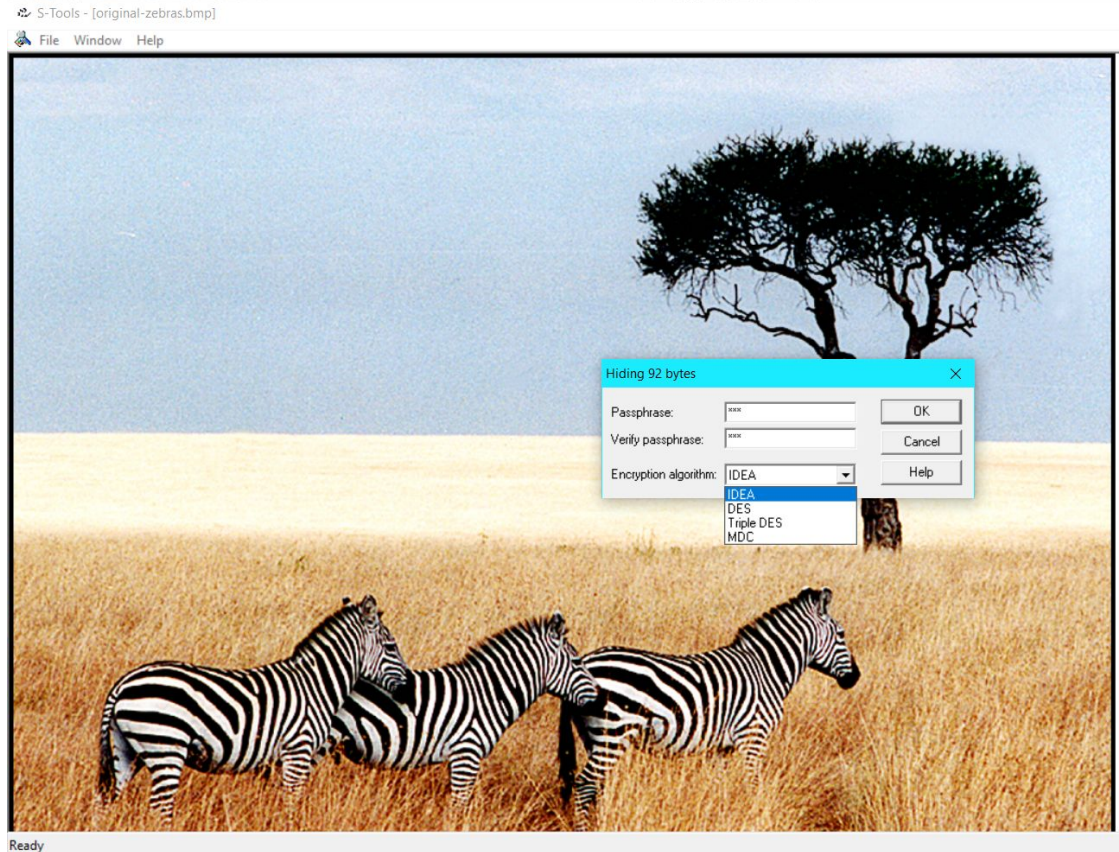 S-Tools - [original-zebras.bmp]
File Window Help
Hiding 92 bytes
Passphrase: *** OK
Verify passphrase: *** Cancel
Encryption algorithm: IDEA Help
IDEA
DES
Triple DES
MDC
Ready